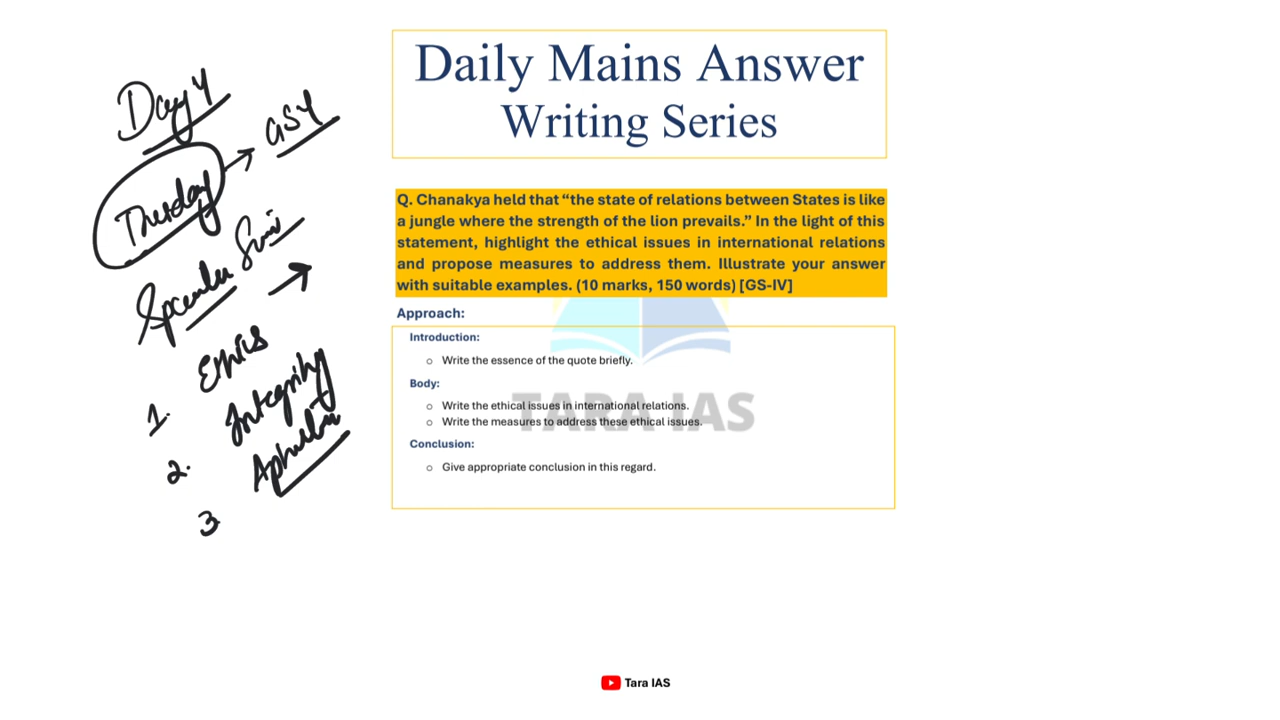 Daily Mains Answer
Writing Series
Day 4
GS4
Thursday
Ethics
1. Integrity
2. Aptitude
3
Q. Chanakya held that “the state of relations between States is like
a jungle where the strength of the lion prevails.” In the light of this
statement, highlight the ethical issues in international relations
and propose measures to address them. Illustrate your answer
with suitable examples. (10 marks, 150 words) [GS-IV]
Approach:
Introduction:
Write the essence of the quote briefly.
Body:
Write the ethical issues in international relations.
Write the measures to address these ethical issues.
Conclusion:
Give appropriate conclusion in this regard.
TARA IAS
Tara IAS